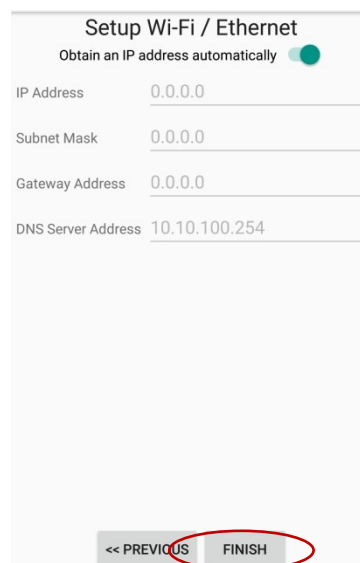 Setup Wi-Fi / Ethernet
Obtain an IP address automatically
IP Address 0.0.0.0
Subnet Mask 0.0.0.0
Gateway Address 0.0.0.0
DNS Server Address 10.10.100.254
<< PREVIOUS FINISH